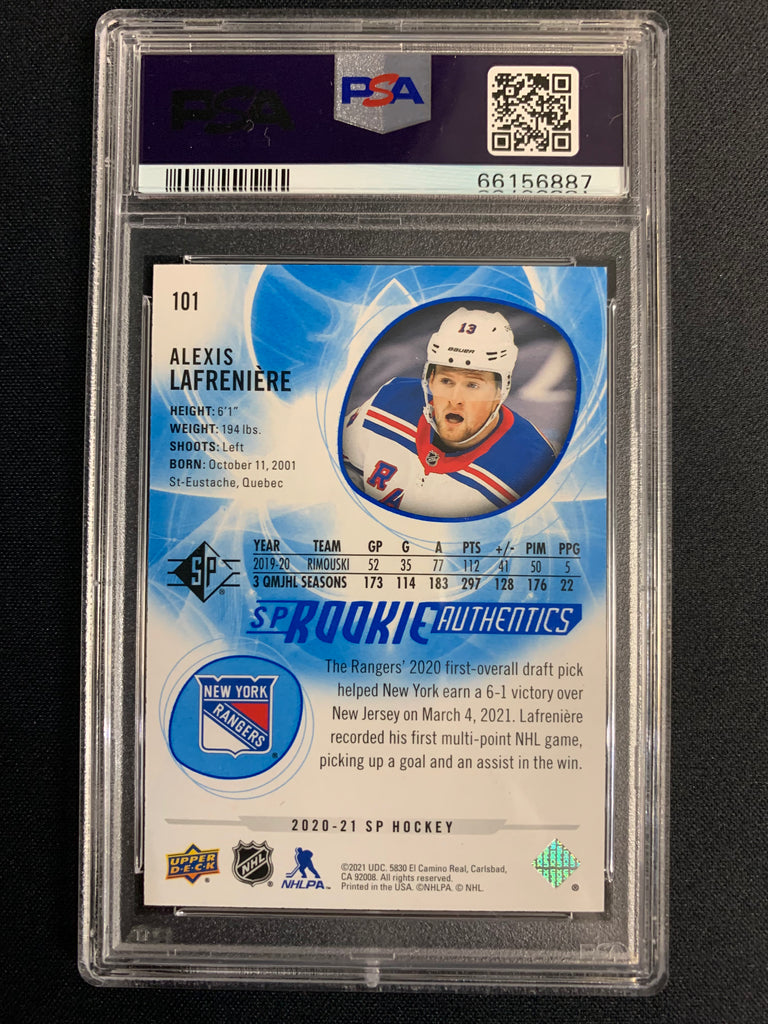 PSA
PSA
66156887
101
ALEXIS
LAFRENIÈRE
HEIGHT: 6'1"
WEIGHT: 194 lbs.
SHOOTS: Left
BORN: October 11, 2001
St-Eustache, Quebec
13
BAUER
R
SP
YEAR TEAM GP G A PTS +/- PIM PPG
2019-20 RIMOUSKI 52 35 77 112 41 50 5
3 QMJHL SEASONS 173 114 183 297 128 176 22
SP ROOKIE AUTHENTICS
The Rangers' 2020 first-overall draft pick
helped New York earn a 6-1 victory over
New Jersey on March 4, 2021. Lafrenière
recorded his first multi-point NHL game,
picking up a goal and an assist in the win.
NEW YORK
RANGERS
2020-21 SP HOCKEY
UPPER
D·E·C·K
NHL
NHLPA
©2021 UDC. 5830 El Camino Real, Carlsbad,
CA 92008. All rights reserved.
Printed in the USA. ©NHLPA. © NHL.
PSA